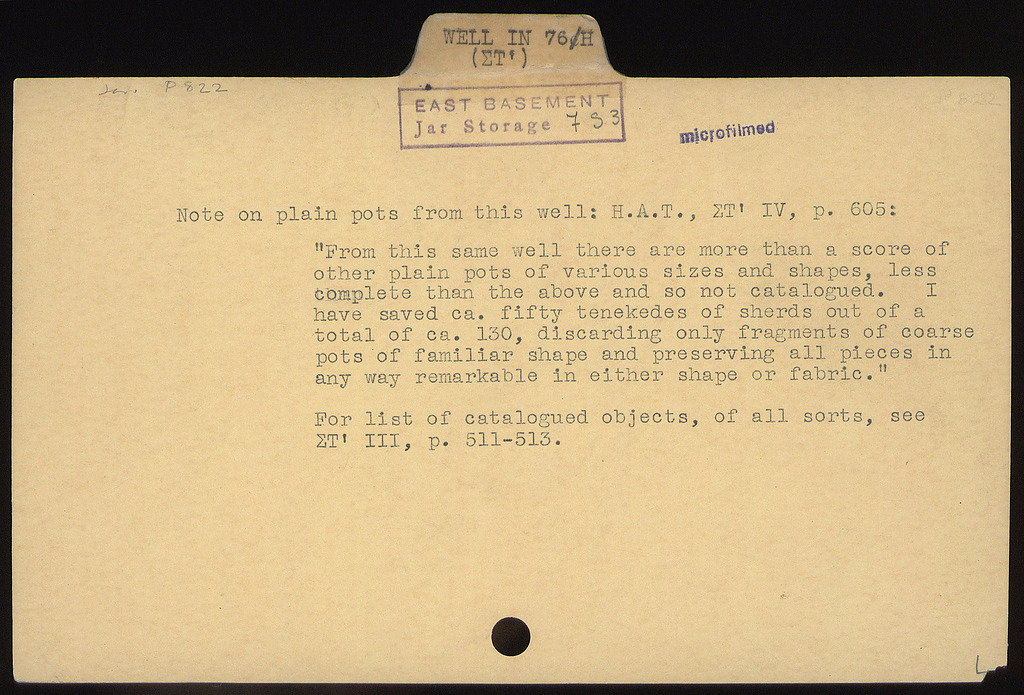 WELL IN 76/H
(ΣΤ')
P 822
EAST BASEMENT
Jar Storage 7 S 3
microfilmed
Note on plain pots from this well: H.A.T., ΣΤ' IV, p. 605:
"From this same well there are more than a score of
other plain pots of various sizes and shapes, less
complete than the above and so not catalogued. I
have saved ca. fifty tenekedes of sherds out of a
total of ca. 130, discarding only fragments of coarse
pots of familiar shape and preserving all pieces in
any way remarkable in either shape or fabric."
For list of catalogued objects, of all sorts, see
ΣΤ' III, p. 511-513.
L